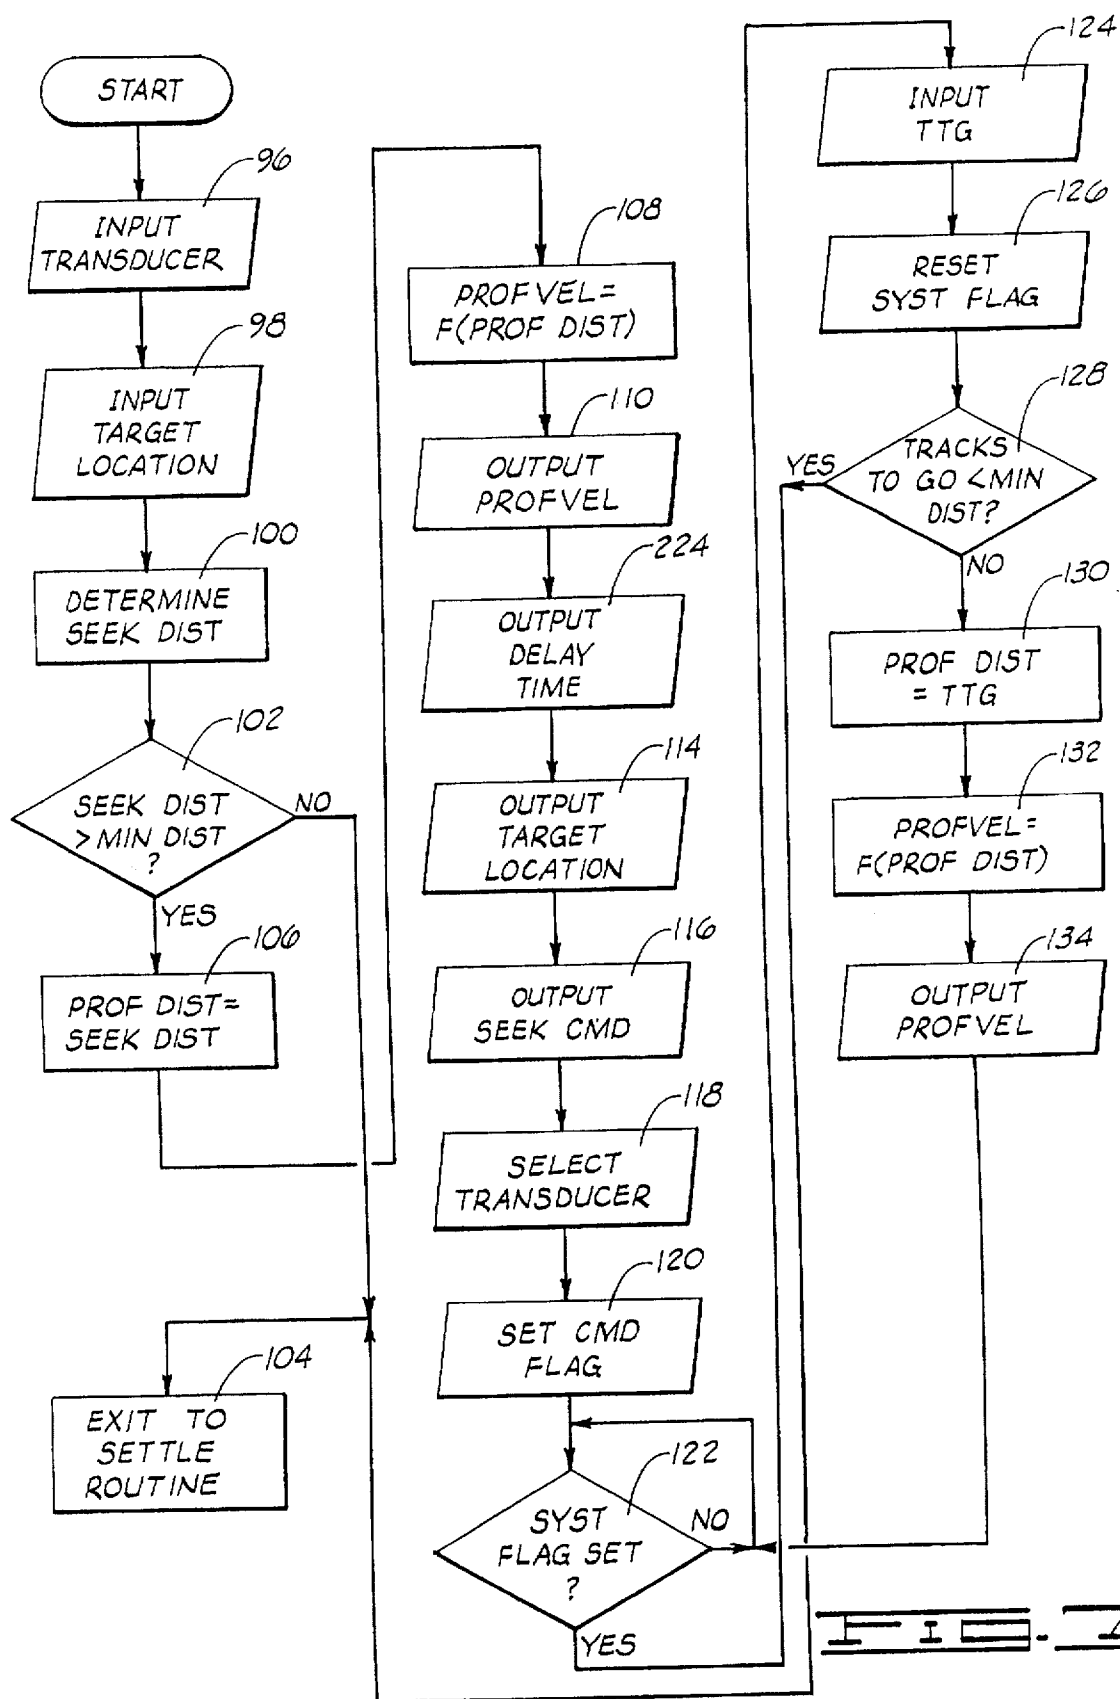 START
96
INPUT
TRANSDUCER
98
INPUT
TARGET
LOCATION
100
DETERMINE
SEEK DIST
102
SEEK DIST
> MIN DIST
?
NO
YES
106
PROF DIST=
SEEK DIST
104
EXIT TO
SETTLE
ROUTINE
108
PROFVEL=
F(PROF DIST)
110
OUTPUT
PROFVEL
224
OUTPUT
DELAY
TIME
114
OUTPUT
TARGET
LOCATION
116
OUTPUT
SEEK CMD
118
SELECT
TRANSDUCER
120
SET CMD
FLAG
122
SYST
FLAG SET
?
NO
YES
124
INPUT
TTG
126
RESET
SYST FLAG
128
TRACKS
TO GO <MIN
DIST?
YES
NO
130
PROF DIST
= TTG
132
PROFVEL=
F(PROF DIST)
134
OUTPUT
PROFVEL
FIG.